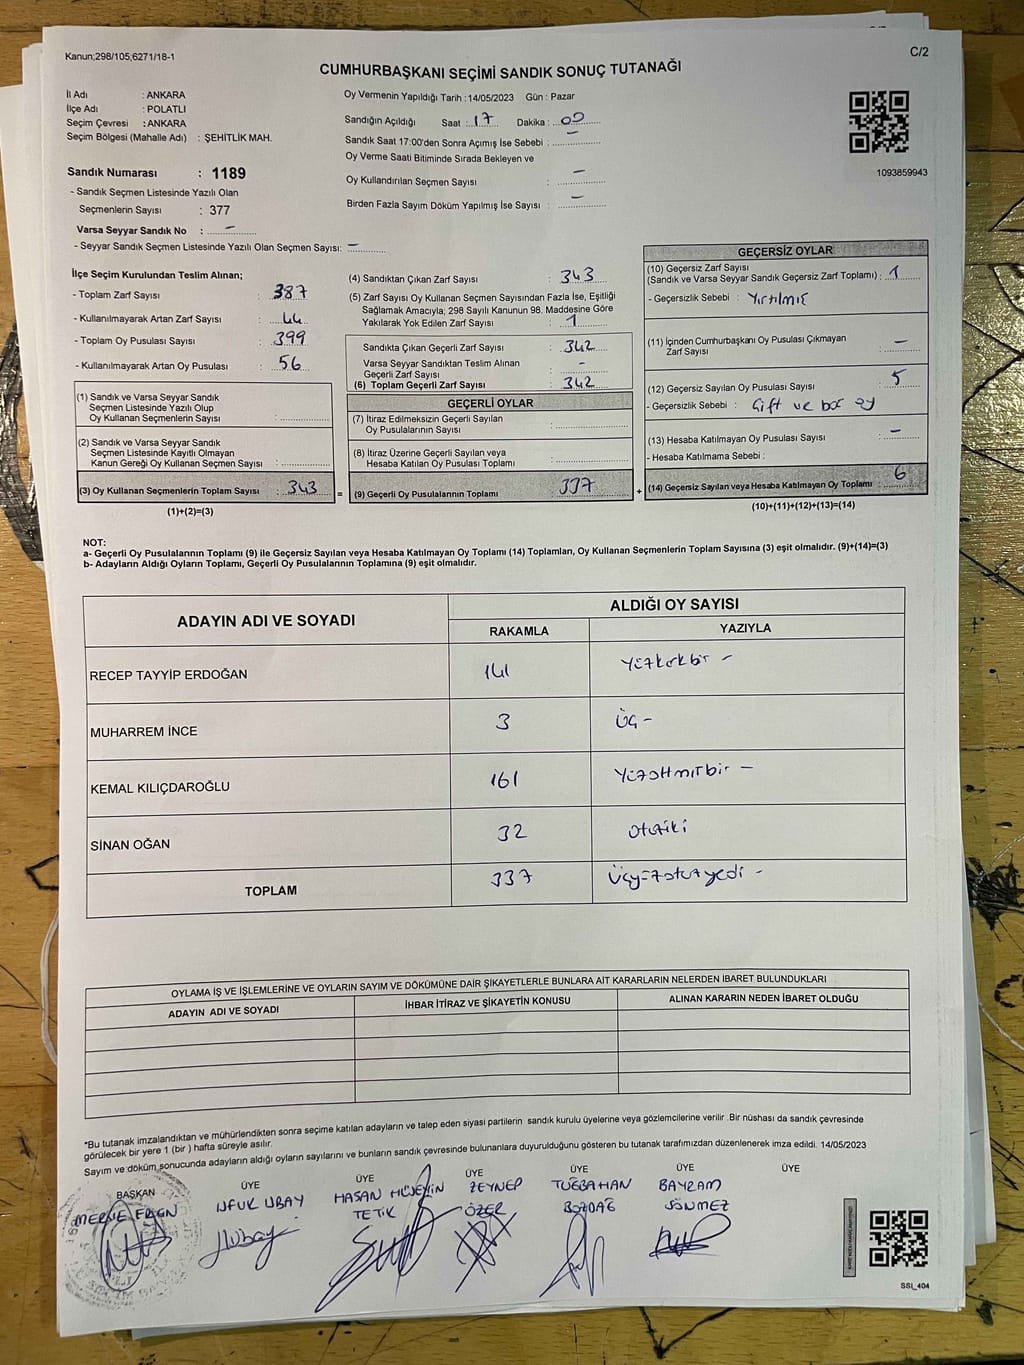 Kanun;298/105;6271/18-1
C/2
CUMHURBAŞKANI SEÇİMİ SANDIK SONUÇ TUTANAĞI
İl Adı : ANKARA
İlçe Adı : POLATLI
Seçim Çevresi : ANKARA
Seçim Bölgesi (Mahalle Adı) : ŞEHİTLİK MAH.
Oy Vermenin Yapıldığı Tarih : 14/05/2023 Gün : Pazar
Sandığın Açıldığı Saat : 17 Dakika : 00
Sandık Saat 17:00'den Sonra Açımış İse Sebebi : –
Oy Verme Saati Bitiminde Sırada Bekleyen ve
Oy Kullandırılan Seçmen Sayısı : –
Birden Fazla Sayım Döküm Yapılmış İse Sayısı : –
1093859943
Sandık Numarası : 1189
- Sandık Seçmen Listesinde Yazılı Olan
Seçmenlerin Sayısı : 377
Varsa Seyyar Sandık No : –
- Seyyar Sandık Seçmen Listesinde Yazılı Olan Seçmen Sayısı: –
İlçe Seçim Kurulundan Teslim Alınan;
- Toplam Zarf Sayısı : 387
- Kullanılmayarak Artan Zarf Sayısı : 44
- Toplam Oy Pusulası Sayısı : 399
- Kullanılmayarak Artan Oy Pusulası : 56
(1) Sandık ve Varsa Seyyar Sandık
Seçmen Listesinde Yazılı Olup
Oy Kullanan Seçmenlerin Sayısı :
(2) Sandık ve Varsa Seyyar Sandık
Seçmen Listesinde Kayıtlı Olmayan
Kanun Gereği Oy Kullanan Seçmen Sayısı :
(3) Oy Kullanan Seçmenlerin Toplam Sayısı : 343
(1)+(2)=(3)
=
(4) Sandıktan Çıkan Zarf Sayısı : 343
(5) Zarf Sayısı Oy Kullanan Seçmen Sayısından Fazla İse, Eşitliği
Sağlamak Amacıyla; 298 Sayılı Kanunun 98. Maddesine Göre
Yakılarak Yok Edilen Zarf Sayısı : 1
Sandıkta Çıkan Geçerli Zarf Sayısı : 342
Varsa Seyyar Sandıktan Teslim Alınan
Geçerli Zarf Sayısı : –
(6) Toplam Geçerli Zarf Sayısı : 342
GEÇERLİ OYLAR
(7) İtiraz Edilmeksizin Geçerli Sayılan
Oy Pusulalarının Sayısı :
(8) İtiraz Üzerine Geçerli Sayılan veya
Hesaba Katılan Oy Pusulası Toplamı :
(9) Geçerli Oy Pusulalarının Toplamı 337
+
GEÇERSİZ OYLAR
(10) Geçersiz Zarf Sayısı
(Sandık ve Varsa Seyyar Sandık Geçersiz Zarf Toplamı) : 1
- Geçersizlik Sebebi : Yırtılmış
(11) İçinden Cumhurbaşkanı Oy Pusulası Çıkmayan
Zarf Sayısı : –
(12) Geçersiz Sayılan Oy Pusulası Sayısı : 5
- Geçersizlik Sebebi : Çift ve boş oy
(13) Hesaba Katılmayan Oy Pusulası Sayısı : –
- Hesaba Katılmama Sebebi :
(14) Geçersiz Sayılan veya Hesaba Katılmayan Oy Toplamı : 6
(10)+(11)+(12)+(13)=(14)
NOT:
a- Geçerli Oy Pusulalarının Toplamı (9) ile Geçersiz Sayılan veya Hesaba Katılmayan Oy Toplamı (14) Toplamları, Oy Kullanan Seçmenlerin Toplam Sayısına (3) eşit olmalıdır. (9)+(14)=(3)
b- Adayların Aldığı Oyların Toplamı, Geçerli Oy Pusulalarının Toplamına (9) eşit olmalıdır.
ADAYIN ADI VE SOYADI ALDIĞI OY SAYISI
RAKAMLA YAZIYLA
RECEP TAYYİP ERDOĞAN 141 Yüzkırkbir –
MUHARREM İNCE 3 Üç –
KEMAL KILIÇDAROĞLU 161 Yüzaltmışbir –
SİNAN OĞAN 32 otuziki
TOPLAM 337 Üçyüzotuzyedi –
OYLAMA İŞ VE İŞLEMLERİNE VE OYLARIN SAYIM VE DÖKÜMÜNE DAİR ŞİKAYETLERLE BUNLARA AİT KARARLARIN NELERDEN İBARET BULUNDUKLARI
ADAYIN ADI VE SOYADI İHBAR İTİRAZ VE ŞİKAYETİN KONUSU ALINAN KARARIN NEDEN İBARET OLDUĞU
*Bu tutanak imzalandıktan ve mühürlendikten sonra seçime katılan adayların ve talep eden siyasi partilerin sandık kurulu üyelerine veya gözlemcilerine verilir .Bir nüshası da sandık çevresinde
görülecek bir yere 1 (bir ) hafta süreyle asılır.
Sayım ve döküm sonucunda adayların aldığı oyların sayılarını ve bunların sandık çevresinde bulunanlara duyurulduğunu gösteren bu tutanak tarafımızdan düzenlenerek imza edildi. 14/05/2023
BAŞKAN ÜYE ÜYE ÜYE ÜYE ÜYE ÜYE
MERVE EREN UFUK UBAY HASAN HÜSEYİN ZEYNEP TUĞBAHAN BAYRAM
TETİK ÖZER BOZDAĞ SÖNMEZ
SSI_404